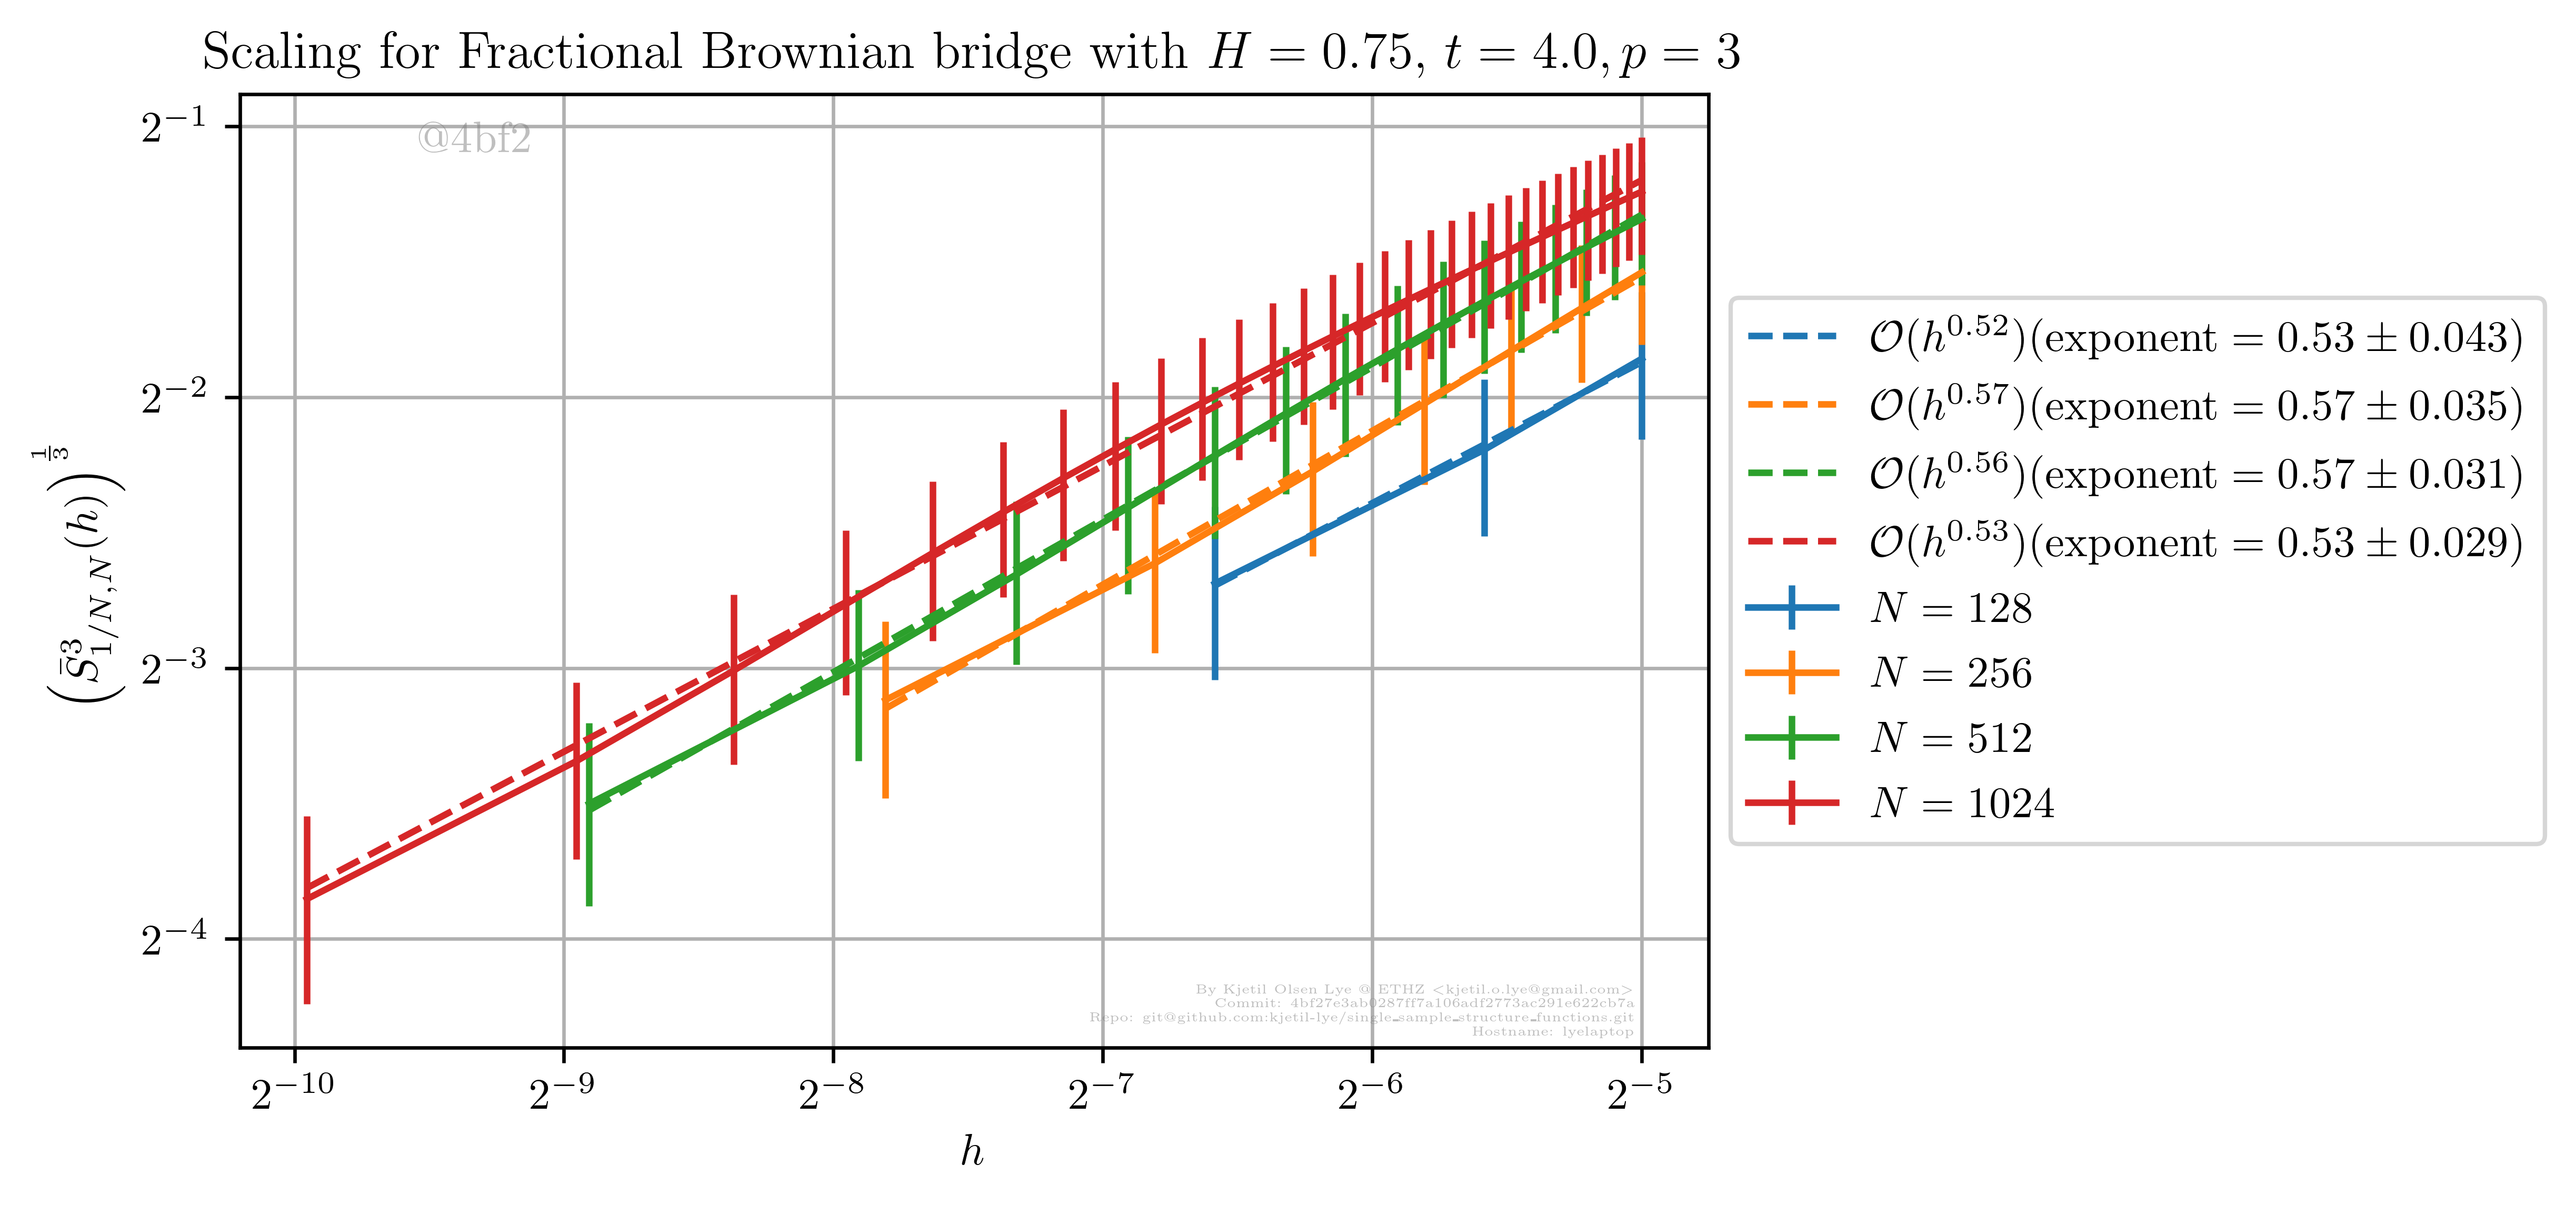 Scaling for Fractional Brownian bridge with H = 0.75, t = 4.0, p = 3
@4bf2
2^{-1}
2^{-2}
2^{-3}
2^{-4}
(S̄^3_{1/N,N}(h))^{1/3}
By Kjetil Olsen Lye @ ETHZ <kjetil.o.lye@gmail.com>
Commit: 4bf27e3ab0287ff7a106adf2773ac291e622cb7a
Repo: git@github.com:kjetil-lye/single_sample_structure_functions.git
Hostname: lyelaptop
2^{-10} 2^{-9} 2^{-8} 2^{-7} 2^{-6} 2^{-5}
h
𝒪(h^{0.52})(exponent = 0.53 ± 0.043)
𝒪(h^{0.57})(exponent = 0.57 ± 0.035)
𝒪(h^{0.56})(exponent = 0.57 ± 0.031)
𝒪(h^{0.53})(exponent = 0.53 ± 0.029)
N = 128
N = 256
N = 512
N = 1024